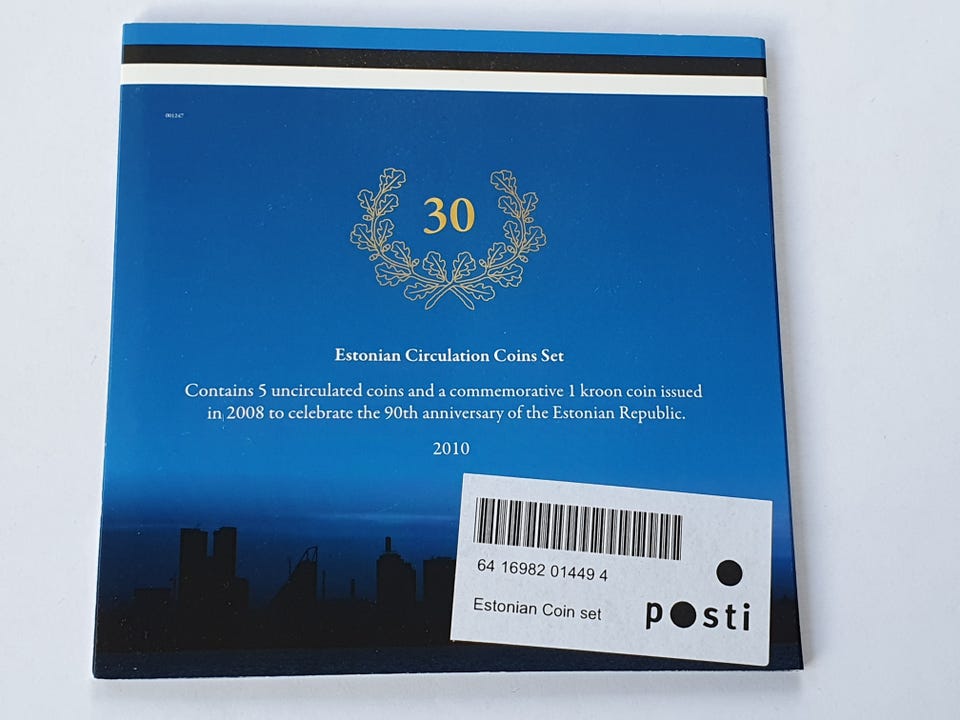 001247
30
Estonian Circulation Coins Set
Contains 5 uncirculated coins and a commemorative 1 kroon coin issued
in 2008 to celebrate the 90th anniversary of the Estonian Republic.
2010
64 16982 01449 4
Estonian Coin set
posti